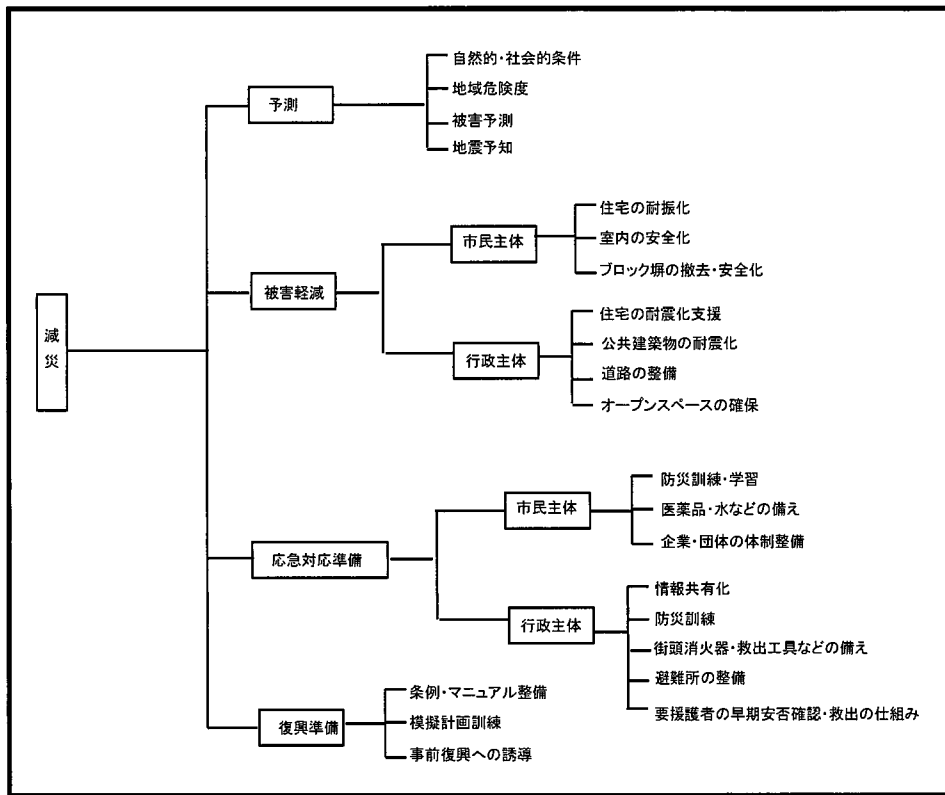 減災
予測
自然的・社会的条件
地域危険度
被害予測
地震予知
被害軽減
市民主体
住宅の耐振化
室内の安全化
ブロック塀の撤去・安全化
行政主体
住宅の耐震化支援
公共建築物の耐震化
道路の整備
オープンスペースの確保
応急対応準備
市民主体
防災訓練・学習
医薬品・水などの備え
企業・団体の体制整備
行政主体
情報共有化
防災訓練
街頭消火器・救出工具などの備え
避難所の整備
要援護者の早期安否確認・救出の仕組み
復興準備
条例・マニュアル整備
模擬計画訓練
事前復興への誘導